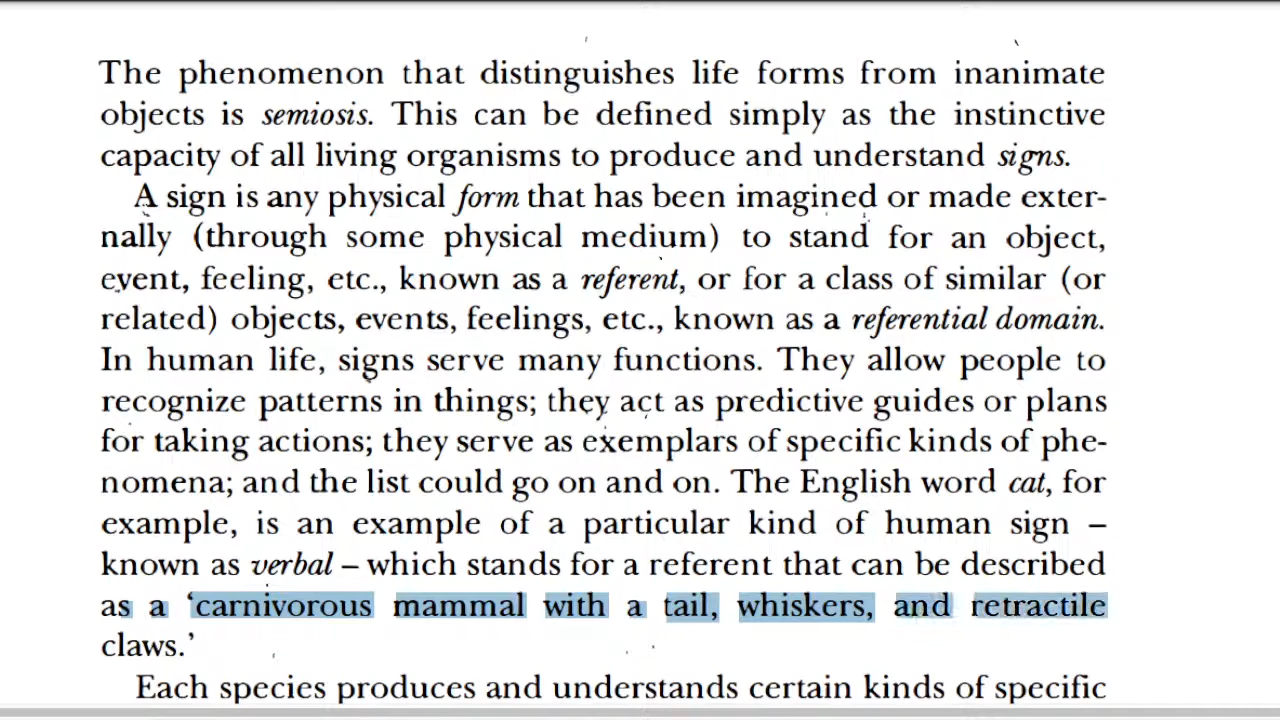 The phenomenon that distinguishes life forms from inanimate
objects is semiosis. This can be defined simply as the instinctive
capacity of all living organisms to produce and understand signs.
A sign is any physical form that has been imagined or made exter-
nally (through some physical medium) to stand for an object,
event, feeling, etc., known as a referent, or for a class of similar (or
related) objects, events, feelings, etc., known as a referential domain.
In human life, signs serve many functions. They allow people to
recognize patterns in things; they act as predictive guides or plans
for taking actions; they serve as exemplars of specific kinds of phe-
nomena; and the list could go on and on. The English word cat, for
example, is an example of a particular kind of human sign –
known as verbal – which stands for a referent that can be described
as a ‘carnivorous mammal with a tail, whiskers, and retractile
claws.’
Each species produces and understands certain kinds of specific